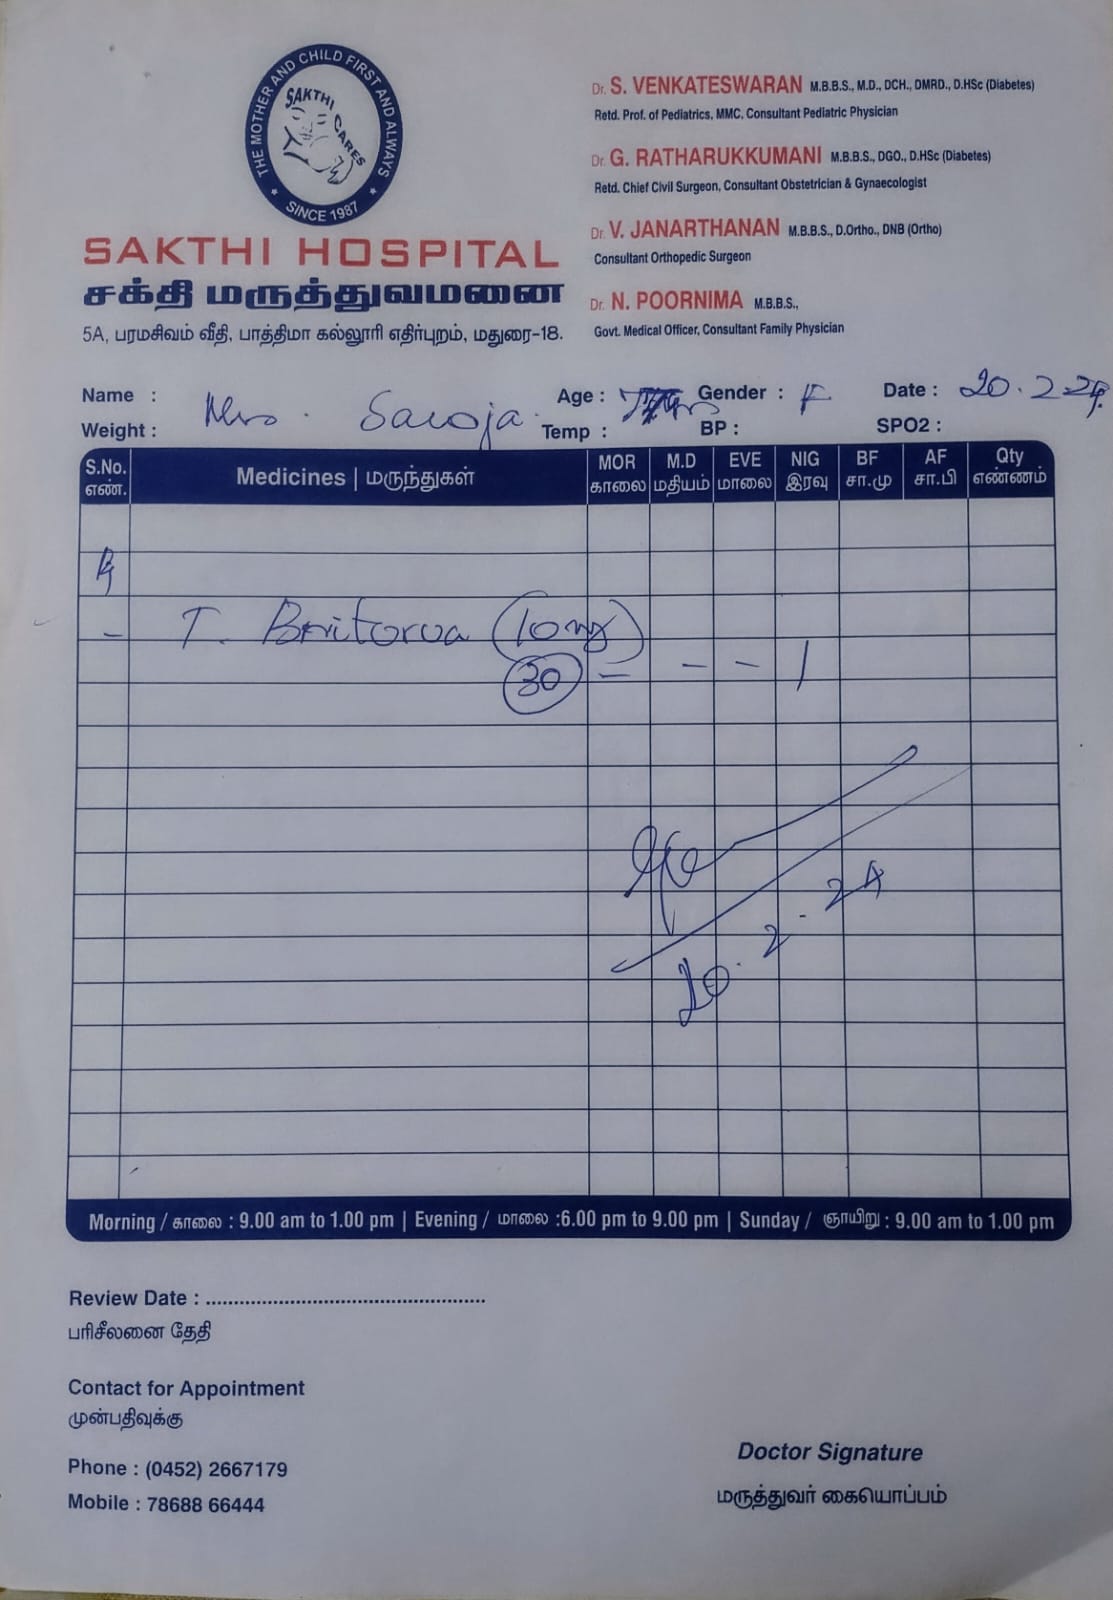 THE MOTHER AND CHILD FIRST AND ALWAYS
SAKTHI CARES
SINCE 1987
SAKTHI HOSPITAL
சக்தி மருத்துவமனை
5A, பரமசிவம் வீதி, பாத்திமா கல்லூரி எதிர்புறம், மதுரை-18.
Dr. S. VENKATESWARAN M.B.B.S., M.D., DCH., DMRD., D.HSc (Diabetes)
Retd. Prof. of Pediatrics, MMC, Consultant Pediatric Physician
Dr. G. RATHARUKKUMANI M.B.B.S., DGO., D.HSc (Diabetes)
Retd. Chief Civil Surgeon, Consultant Obstetrician & Gynaecologist
Dr. V. JANARTHANAN M.B.B.S., D.Ortho., DNB (Ortho)
Consultant Orthopedic Surgeon
Dr. N. POORNIMA M.B.B.S.,
Govt. Medical Officer, Consultant Family Physician
Name : Mrs. Saroja. Age : Gender : F Date : 20.2.24.
Weight : Temp : BP : SPO2 :
S.No. Medicines | மருந்துகள் MOR M.D EVE NIG BF AF Qty
எண். காலை மதியம் மாலை இரவு சா.மு சா.பி எண்ணம்
Rx
- T. Britorva (10mg)
30 - - - 1
20.2.24
Morning / காலை : 9.00 am to 1.00 pm | Evening / மாலை :6.00 pm to 9.00 pm | Sunday / ஞாயிறு : 9.00 am to 1.00 pm
Review Date : ....................................................
பரிசீலனை தேதி
Contact for Appointment
முன்பதிவுக்கு
Phone : (0452) 2667179
Mobile : 78688 66444
Doctor Signature
மருத்துவர் கையொப்பம்